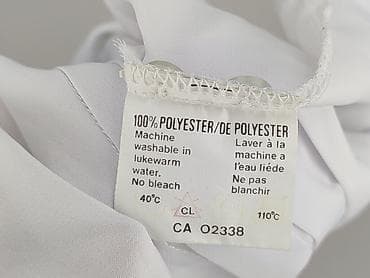 100% POLYESTER/DE POLYESTER
Machine
washable in
lukewarm
water.
No bleach
Laver à la
machine a
l'eau liéde
Ne pas
blanchir
40°C
CL
110°C
CA 02338